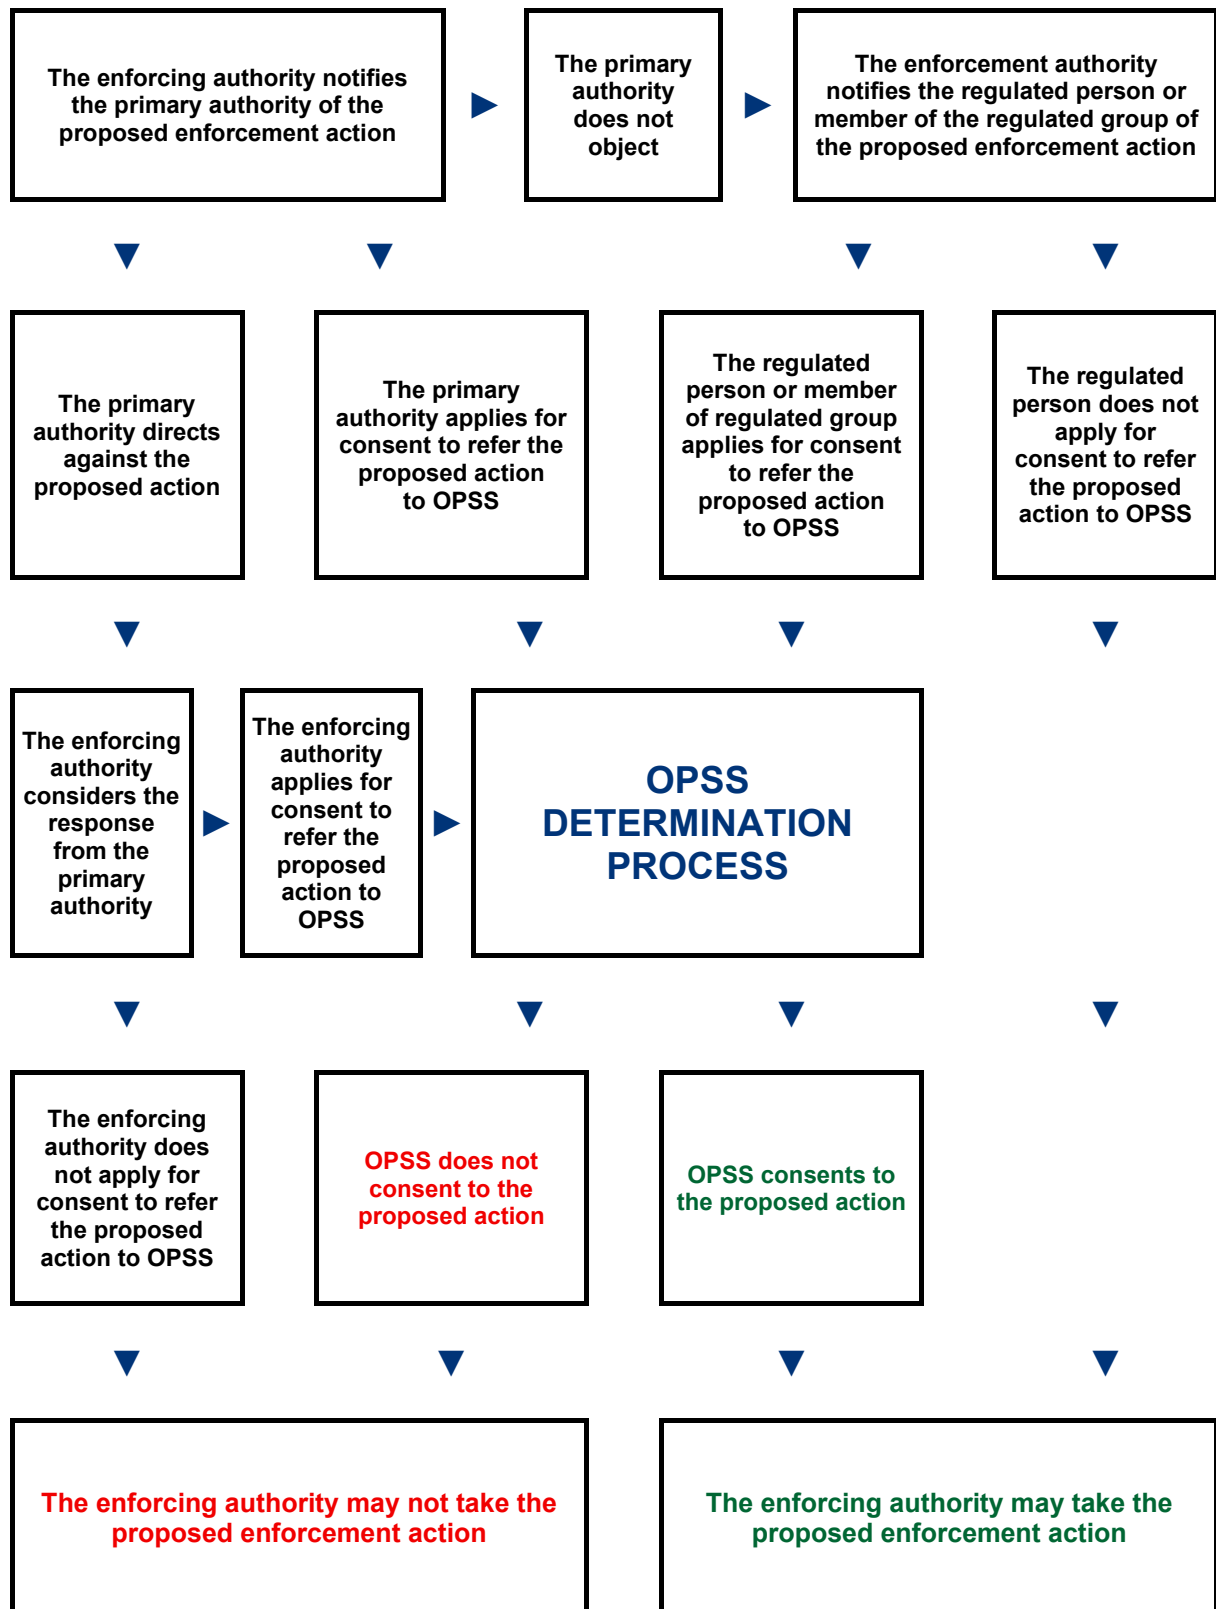 The enforcing authority notifies
the primary authority of the
proposed enforcement action
The primary
authority
does not
object
The enforcement authority
notifies the regulated person or
member of the regulated group of
the proposed enforcement action
The primary
authority directs
against the
proposed action
The primary
authority applies for
consent to refer the
proposed action
to OPSS
The regulated
person or member
of regulated group
applies for consent
to refer the
proposed action
to OPSS
The regulated
person does not
apply for
consent to refer
the proposed
action to OPSS
The enforcing
authority
considers the
response
from the
primary
authority
The enforcing
authority
applies for
consent to
refer the
proposed
action to
OPSS
OPSS
DETERMINATION
PROCESS
The enforcing
authority does
not apply for
consent to refer
the proposed
action to OPSS
OPSS does not
consent to the
proposed action
OPSS consents to
the proposed action
The enforcing authority may not take the
proposed enforcement action
The enforcing authority may take the
proposed enforcement action